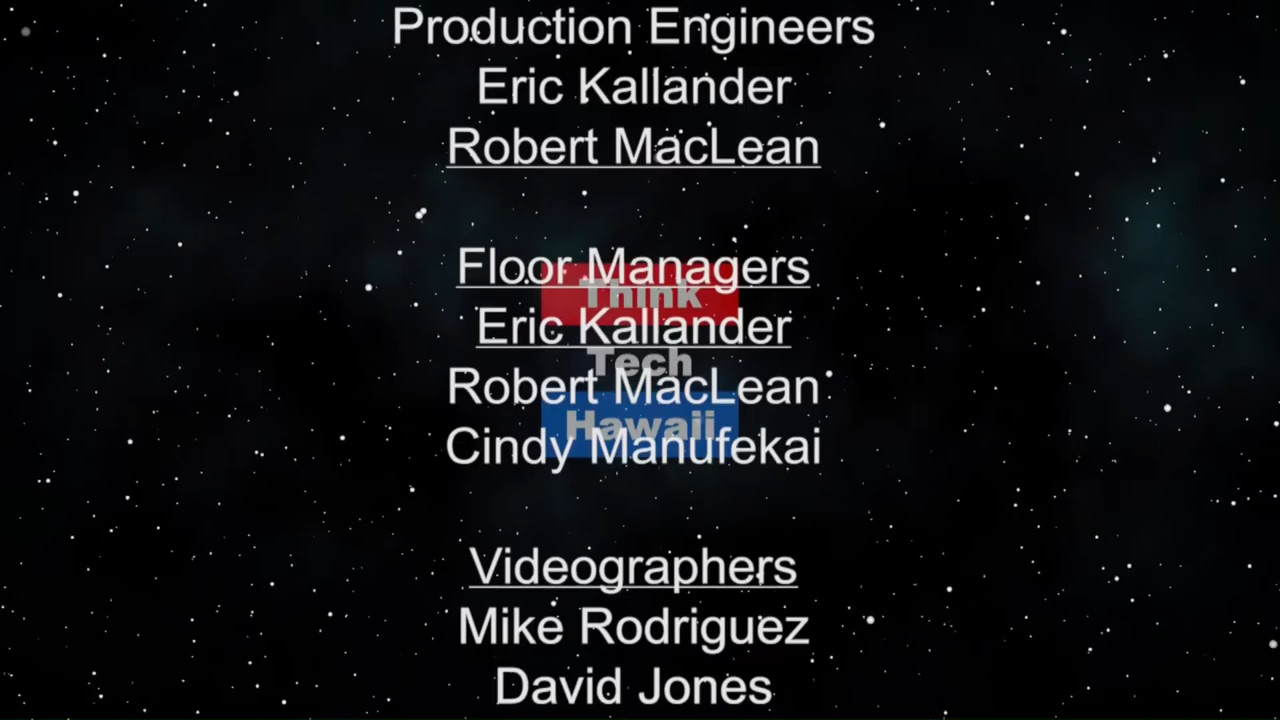 Production Engineers
Eric Kallander
Robert MacLean
Floor Managers
Think
Eric Kallander
Tech
Robert MacLean
Hawaii
Cindy Manufekai
Videographers
Mike Rodriguez
David Jones